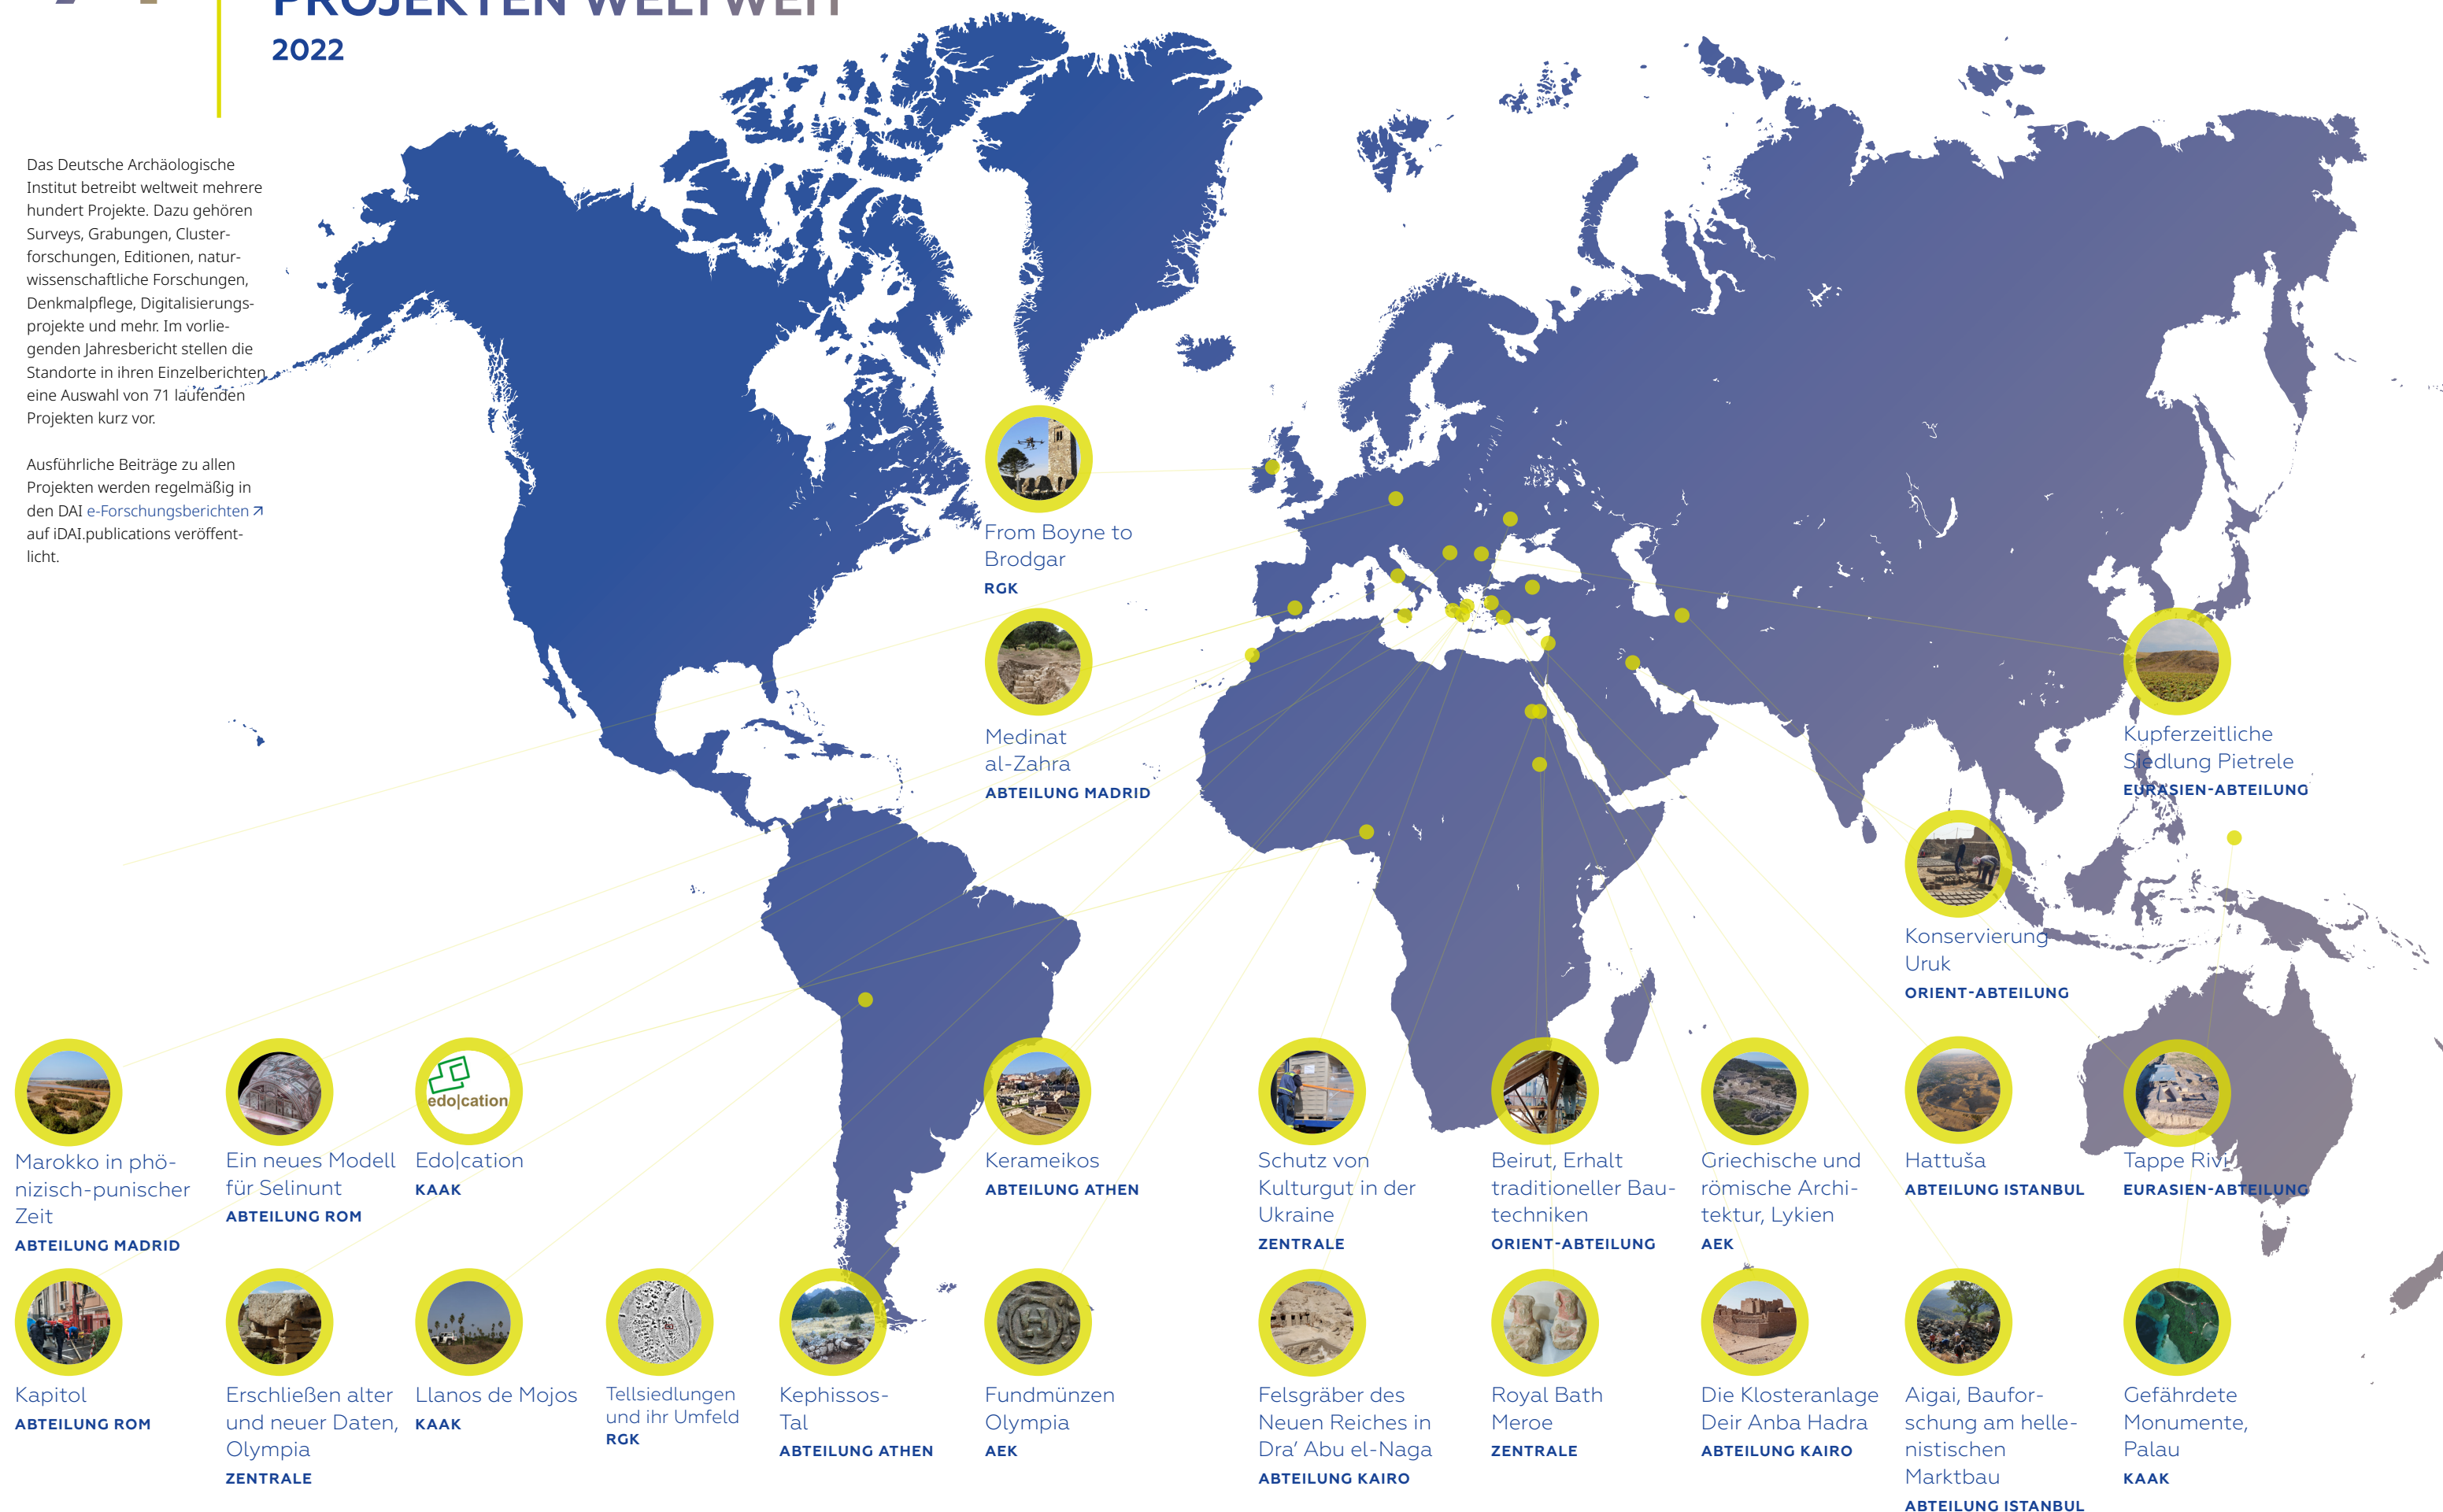 PROJEKTEN WELTWEIT
2022
Das Deutsche Archäologische
Institut betreibt weltweit mehrere
hundert Projekte. Dazu gehören
Surveys, Grabungen, Cluster-
forschungen, Editionen, natur-
wissenschaftliche Forschungen,
Denkmalpflege, Digitalisierungs-
projekte und mehr. Im vorlie-
genden Jahresbericht stellen die
Standorte in ihren Einzelberichten
eine Auswahl von 71 laufenden
Projekten kurz vor.
Ausführliche Beiträge zu allen
Projekten werden regelmäßig in
den DAI e-Forschungsberichten ↗
auf iDAI.publications veröffent-
licht.
From Boyne to
Brodgar
RGK
Medinat
al-Zahra
ABTEILUNG MADRID
Kupferzeitliche
Siedlung Pietrele
EURASIEN-ABTEILUNG
Konservierung
Uruk
ORIENT-ABTEILUNG
Marokko in phö-
nizisch-punischer
Zeit
ABTEILUNG MADRID
Ein neues Modell
für Selinunt
ABTEILUNG ROM
edo|cation
Edo|cation
KAAK
Kerameikos
ABTEILUNG ATHEN
Schutz von
Kulturgut in der
Ukraine
ZENTRALE
Beirut, Erhalt
traditioneller Bau-
techniken
ORIENT-ABTEILUNG
Griechische und
römische Archi-
tektur, Lykien
AEK
Hattuša
ABTEILUNG ISTANBUL
Tappe Rivi
EURASIEN-ABTEILUNG
Kapitol
ABTEILUNG ROM
Erschließen alter
und neuer Daten,
Olympia
ZENTRALE
Llanos de Mojos
KAAK
Tellsiedlungen
und ihr Umfeld
RGK
Kephissos-
Tal
ABTEILUNG ATHEN
Fundmünzen
Olympia
AEK
Felsgräber des
Neuen Reiches in
Dra’ Abu el-Naga
ABTEILUNG KAIRO
Royal Bath
Meroe
ZENTRALE
Die Klosteranlage
Deir Anba Hadra
ABTEILUNG KAIRO
Aigai, Baufor-
schung am helle-
nistischen
Marktbau
ABTEILUNG ISTANBUL
Gefährdete
Monumente,
Palau
KAAK